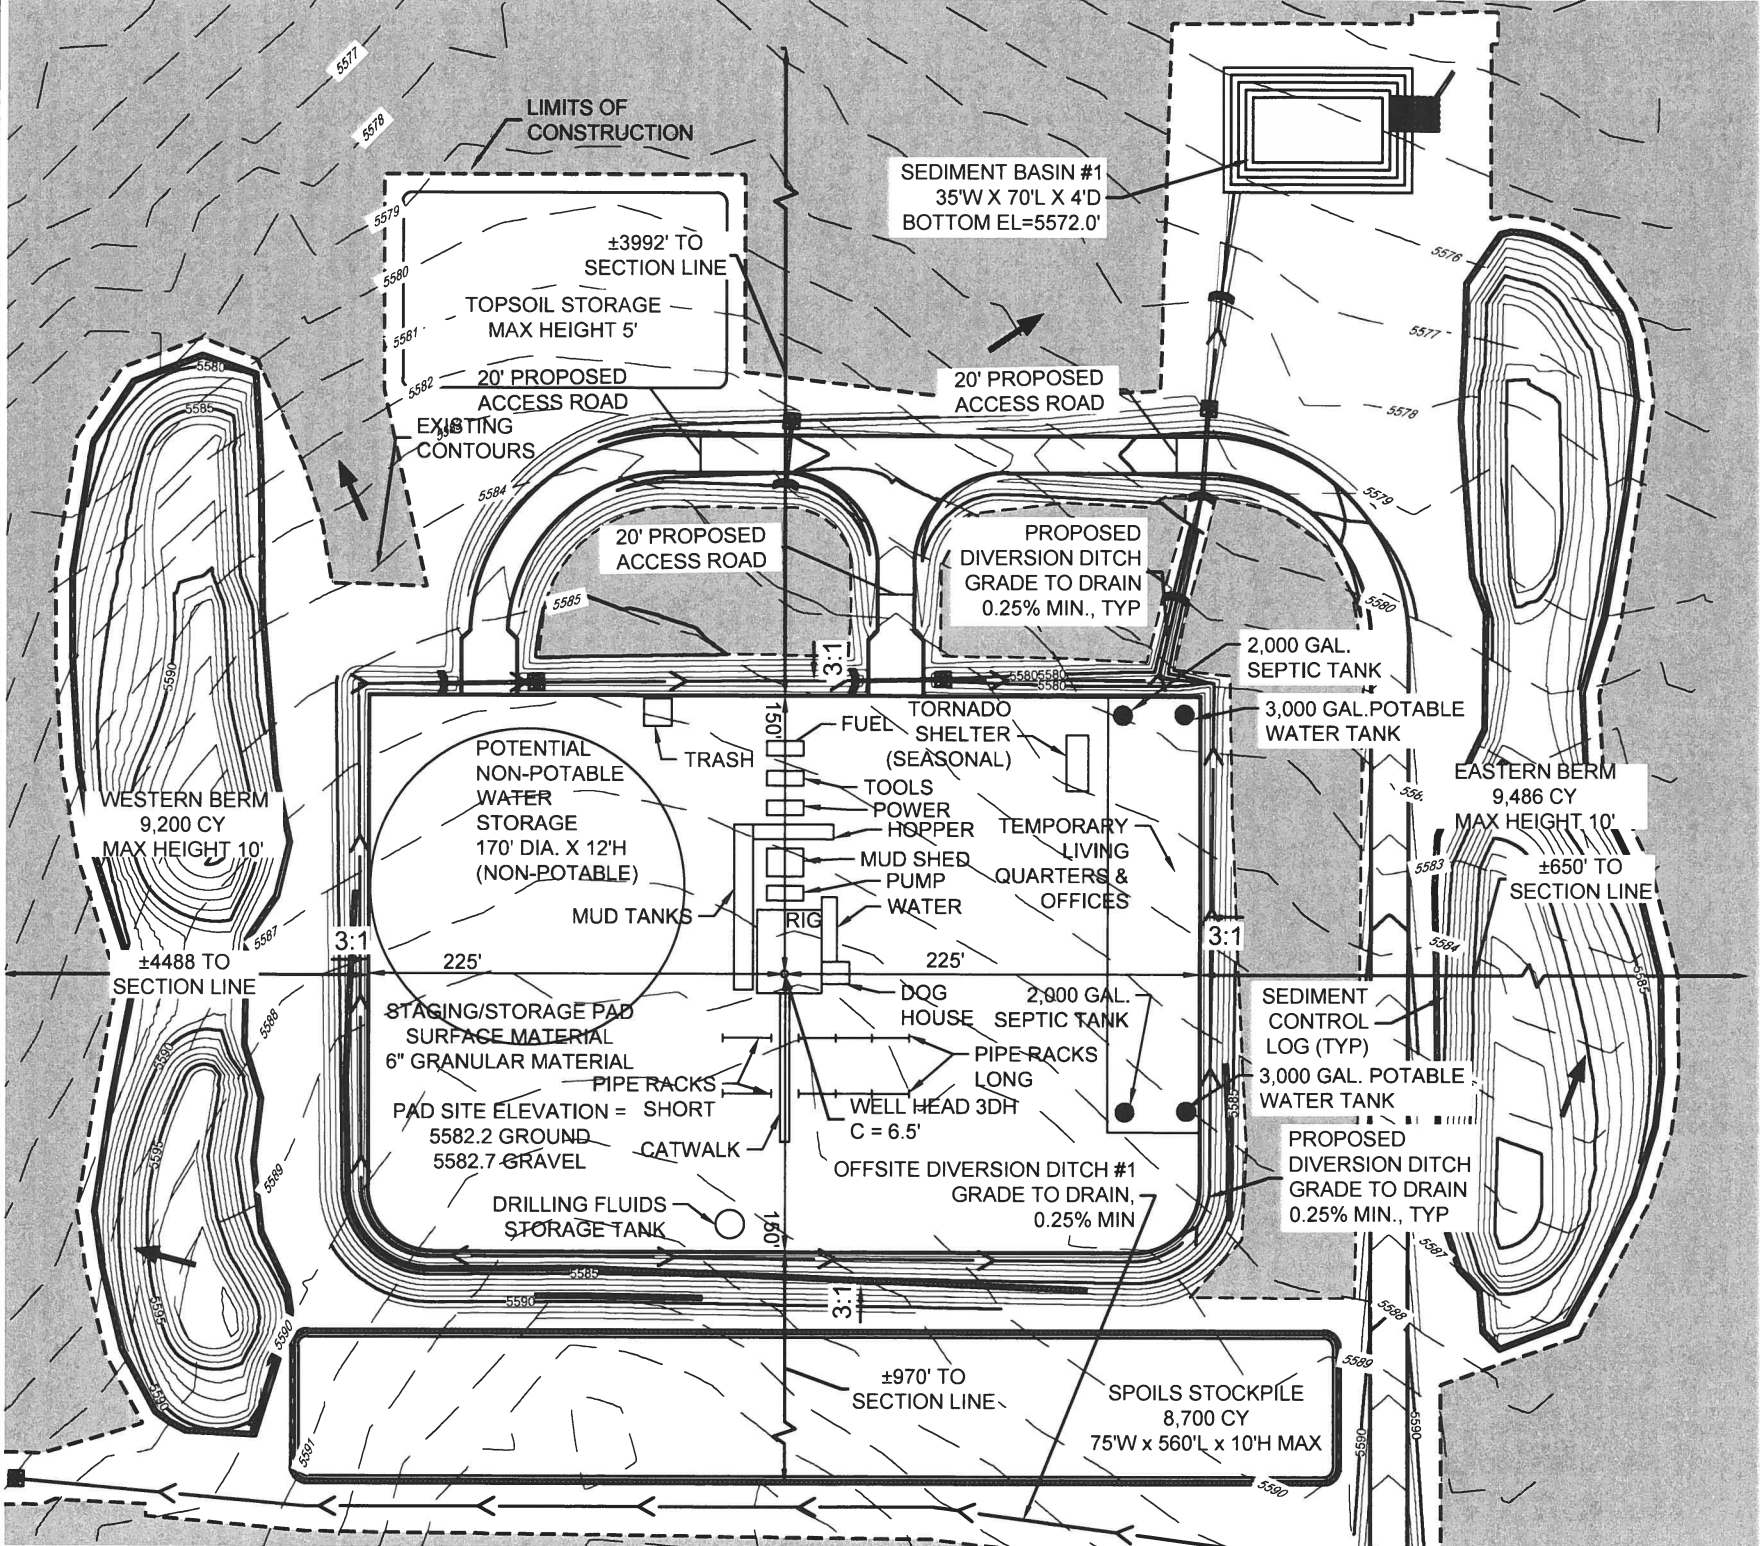 5577
5578
LIMITS OF
CONSTRUCTION
SEDIMENT BASIN #1
35'W X 70'L X 4'D
BOTTOM EL=5572.0'
5579
±3992' TO
SECTION LINE
5576
5580
TOPSOIL STORAGE
MAX HEIGHT 5'
5581
5577
5580
5582
20' PROPOSED
ACCESS ROAD
20' PROPOSED
ACCESS ROAD
5585
5578
EXISTING
CONTOURS
5584
5579
20' PROPOSED
ACCESS ROAD
PROPOSED
DIVERSION DITCH
GRADE TO DRAIN
0.25% MIN., TYP
5585
5580
3:1
2,000 GAL.
SEPTIC TANK
5590
5580
5580
5580
150'
FUEL
TORNADO
SHELTER
(SEASONAL)
3,000 GAL.POTABLE
WATER TANK
POTENTIAL
NON-POTABLE
WATER
STORAGE
170' DIA. X 12'H
(NON-POTABLE)
TRASH
TOOLS
POWER
HOPPER
MUD SHED
PUMP
WATER
TEMPORARY
LIVING
QUARTERS &
OFFICES
WESTERN BERM
9,200 CY
MAX HEIGHT 10'
EASTERN BERM
9,486 CY
MAX HEIGHT 10'
5583
±650' TO
SECTION LINE
MUD TANKS
RIG
5587
3:1
3:1
5584
±4488 TO
SECTION LINE
225'
225'
5585
DOG
HOUSE
2,000 GAL.
SEPTIC TANK
SEDIMENT
CONTROL
LOG (TYP)
5588
STAGING/STORAGE PAD
SURFACE MATERIAL
6" GRANULAR MATERIAL
5590
PIPE RACKS
SHORT
PIPE RACKS
LONG
3,000 GAL. POTABLE
WATER TANK
5585
PAD SITE ELEVATION =
5582.2 GROUND
5582.7 GRAVEL
WELL HEAD 3DH
C = 6.5'
CATWALK
5595
5589
OFFSITE DIVERSION DITCH #1
GRADE TO DRAIN,
0.25% MIN
PROPOSED
DIVERSION DITCH
GRADE TO DRAIN
0.25% MIN., TYP
DRILLING FLUIDS
STORAGE TANK
150'
5587
5585
5590
3:1
5595
5590
5588
5589
±970' TO
SECTION LINE
SPOILS STOCKPILE
8,700 CY
75'W x 560'L x 10'H MAX
5590
5591
5590
5590
5590